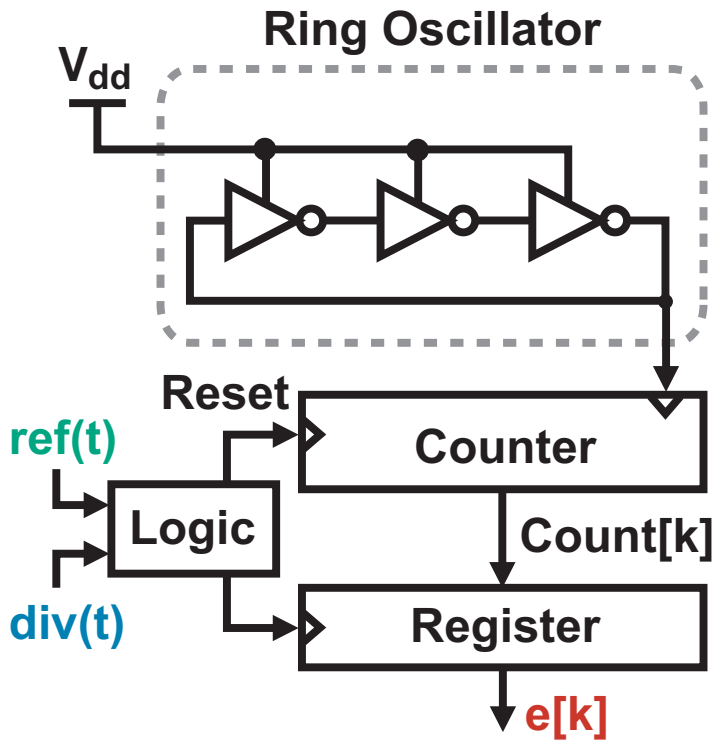 Ring Oscillator
Vdd
Reset
ref(t)
Counter
Logic
Count[k]
div(t)
Register
e[k]